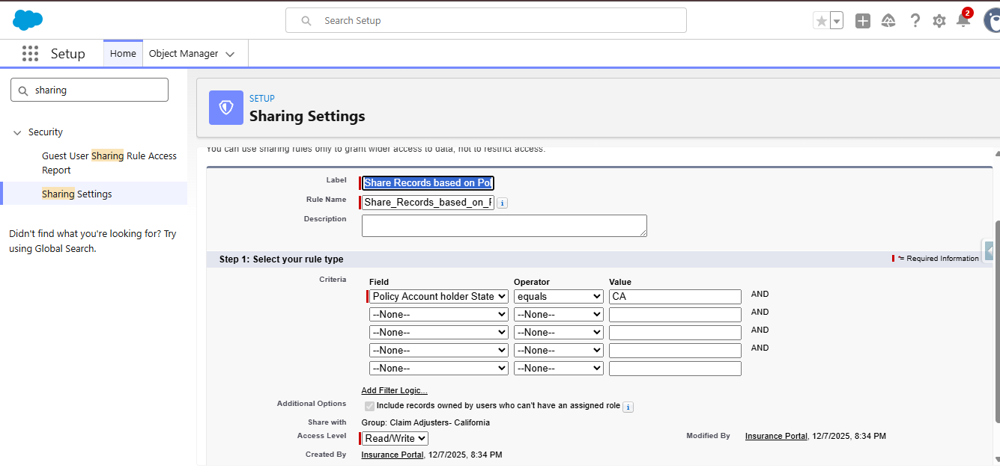 Search Setup
2
Setup
Home
Object Manager
sharing
Security
Guest User Sharing Rule Access
Report
Sharing Settings
Didn't find what you're looking for? Try
using Global Search.
SETUP
Sharing Settings
You can use sharing rules only to grant wider access to data, not to restrict access.
Label Share Records based on Pol
Rule Name Share_Records_based_on_P i
Description
Step 1: Select your rule type
*= Required Information
Criteria
Field Operator Value
Policy Account holder State equals CA AND
--None-- --None-- AND
--None-- --None-- AND
--None-- --None-- AND
--None-- --None--
Add Filter Logic...
Additional Options Include records owned by users who can't have an assigned role i
Share with Group: Claim Adjusters- California
Access Level Read/Write Modified By Insurance Portal, 12/7/2025, 8:34 PM
Created By Insurance Portal, 12/7/2025, 8:34 PM